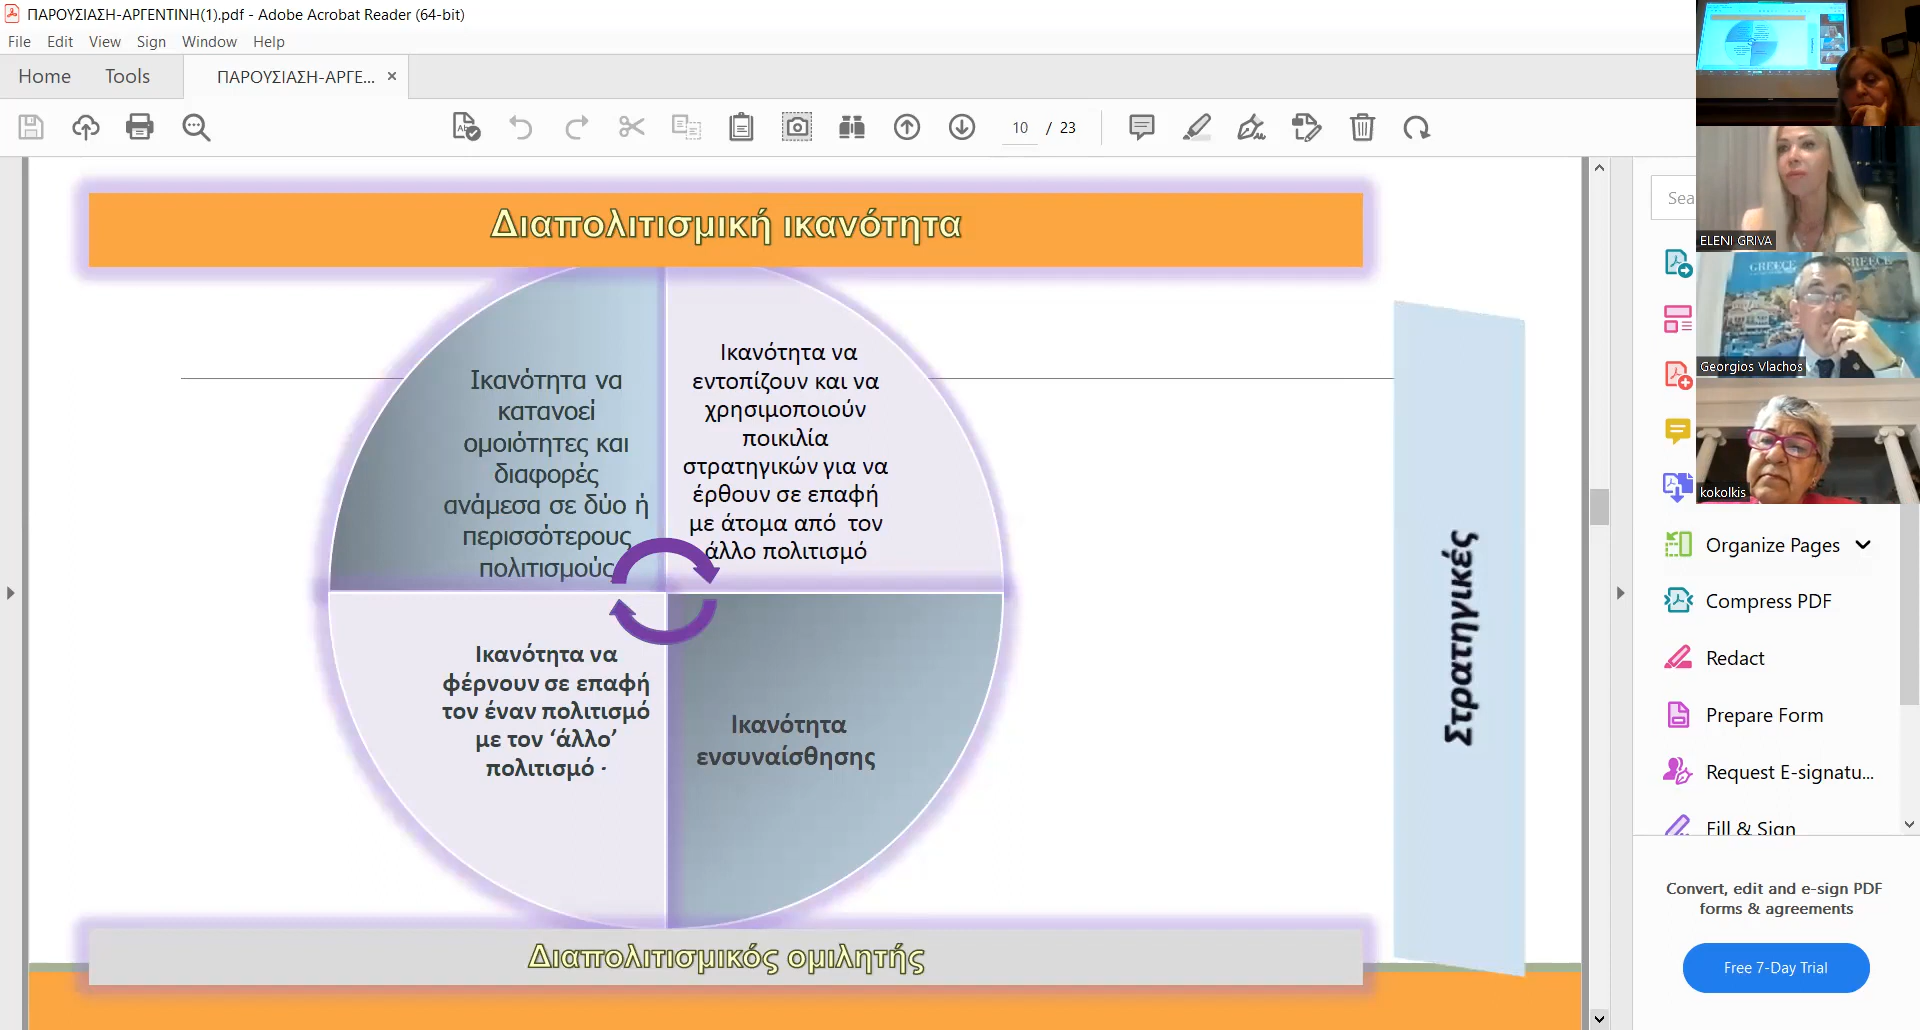 ΠΑΡΟΥΣΙΑΣΗ-ΑΡΓΕΝΤΙΝΗ(1).pdf - Adobe Acrobat Reader (64-bit)
File Edit View Sign Window Help
Home Tools ΠΑΡΟΥΣΙΑΣΗ-ΑΡΓΕ... ×
10 / 23
Διαπολιτισμική ικανότητα
Ικανότητα να
κατανοεί
ομοιότητες και
διαφορές
ανάμεσα σε δύο ή
περισσότερους
πολιτισμούς
Ικανότητα να
εντοπίζουν και να
χρησιμοποιούν
ποικιλία
στρατηγικών για να
έρθουν σε επαφή
με άτομα από τον
άλλο πολιτισμό
Ικανότητα να
φέρνουν σε επαφή
τον έναν πολιτισμό
με τον ‘άλλο’
πολιτισμό ·
Ικανότητα
ενσυναίσθησης
Στρατηγικές
Διαπολιτισμικός ομιλητής
ELENI GRIVA
GREECE
GREECE
Georgios Vlachos
kokolkis
Sea
Organize Pages
Compress PDF
Redact
Prepare Form
Request E-signatu...
Fill & Sign
Convert, edit and e-sign PDF
forms & agreements
Free 7-Day Trial